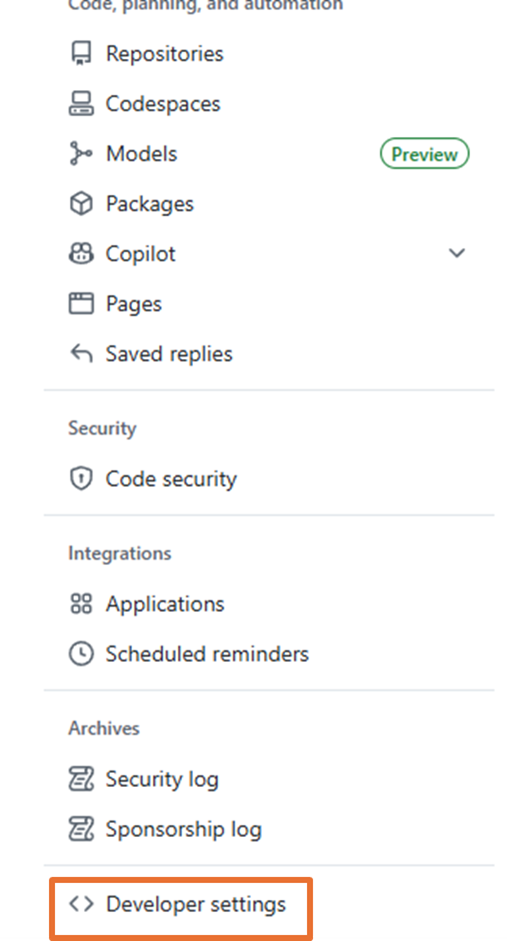 Code, planning, and automation
Repositories
Codespaces
Models
Preview
Packages
Copilot
Pages
Saved replies
Security
Code security
Integrations
Applications
Scheduled reminders
Archives
Security log
Sponsorship log
Developer settings